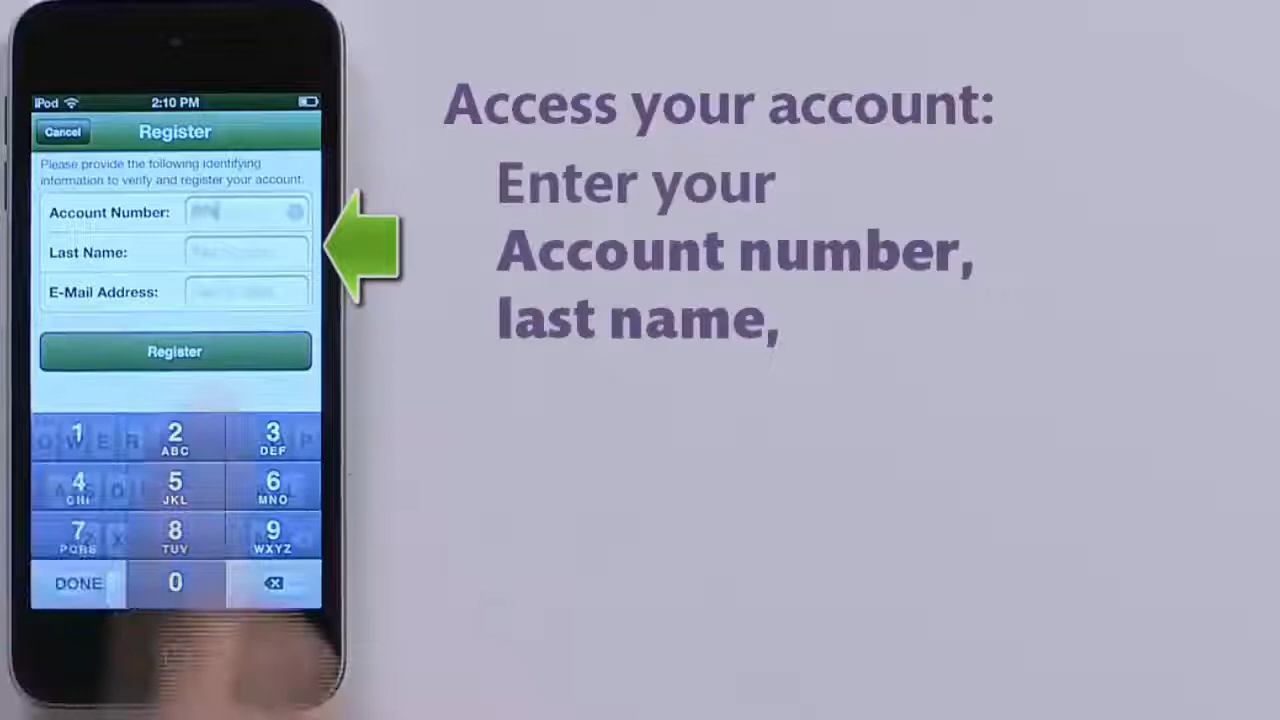 iPod 2:10 PM
Cancel Register
Please provide the following identifying
information to verify and register your account.
Account Number:
Last Name:
E-Mail Address:
Register
1 2 ABC 3 DEF
4 GHI 5 JKL 6 MNO
7 PQRS 8 TUV 9 WXYZ
DONE 0
Access your account:
Enter your
Account number,
last name,